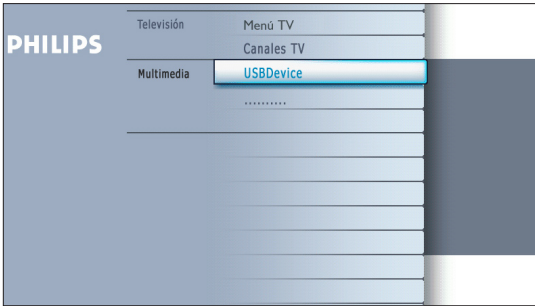 PHILIPS
Televisión
Menú TV
Canales TV
Multimedia
USBDevice
..........